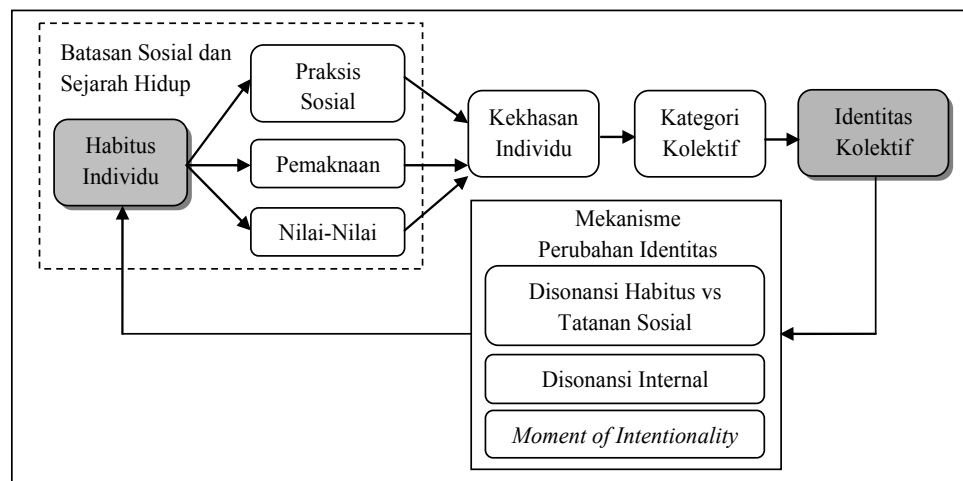 Batasan Sosial dan
Sejarah Hidup
Habitus
Individu
Praksis
Sosial
Pemaknaan
Nilai-Nilai
Kekhasan
Individu
Kategori
Kolektif
Identitas
Kolektif
Mekanisme
Perubahan Identitas
Disonansi Habitus vs
Tatanan Sosial
Disonansi Internal
Moment of Intentionality